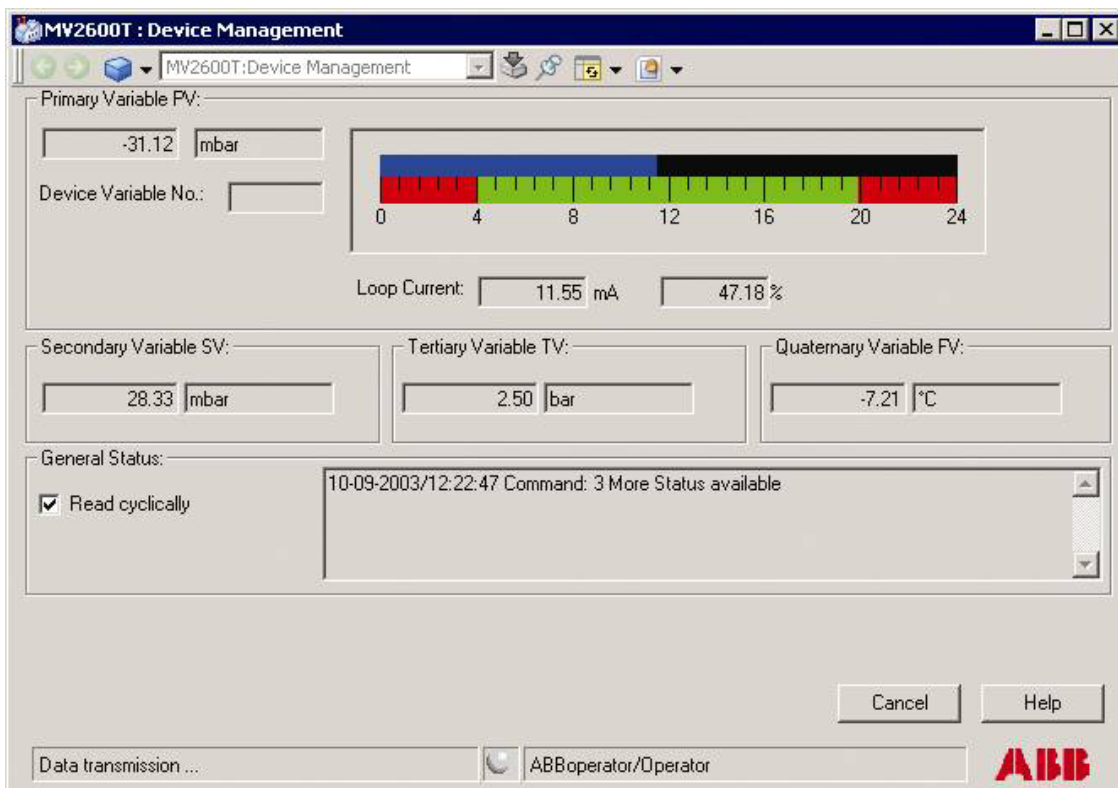 MV2600T : Device Management
MV2600T:Device Management
Primary Variable PV:
-31.12 mbar
Device Variable No.:
0 4 8 12 16 20 24
Loop Current: 11.55 mA 47.18 %
Secondary Variable SV: Tertiary Variable TV: Quaternary Variable FV:
28.33 mbar 2.50 bar -7.21 °C
General Status:
10-09-2003/12:22:47 Command: 3 More Status available
Read cyclically
Cancel Help
Data transmission ... ABBoperator/Operator ABB